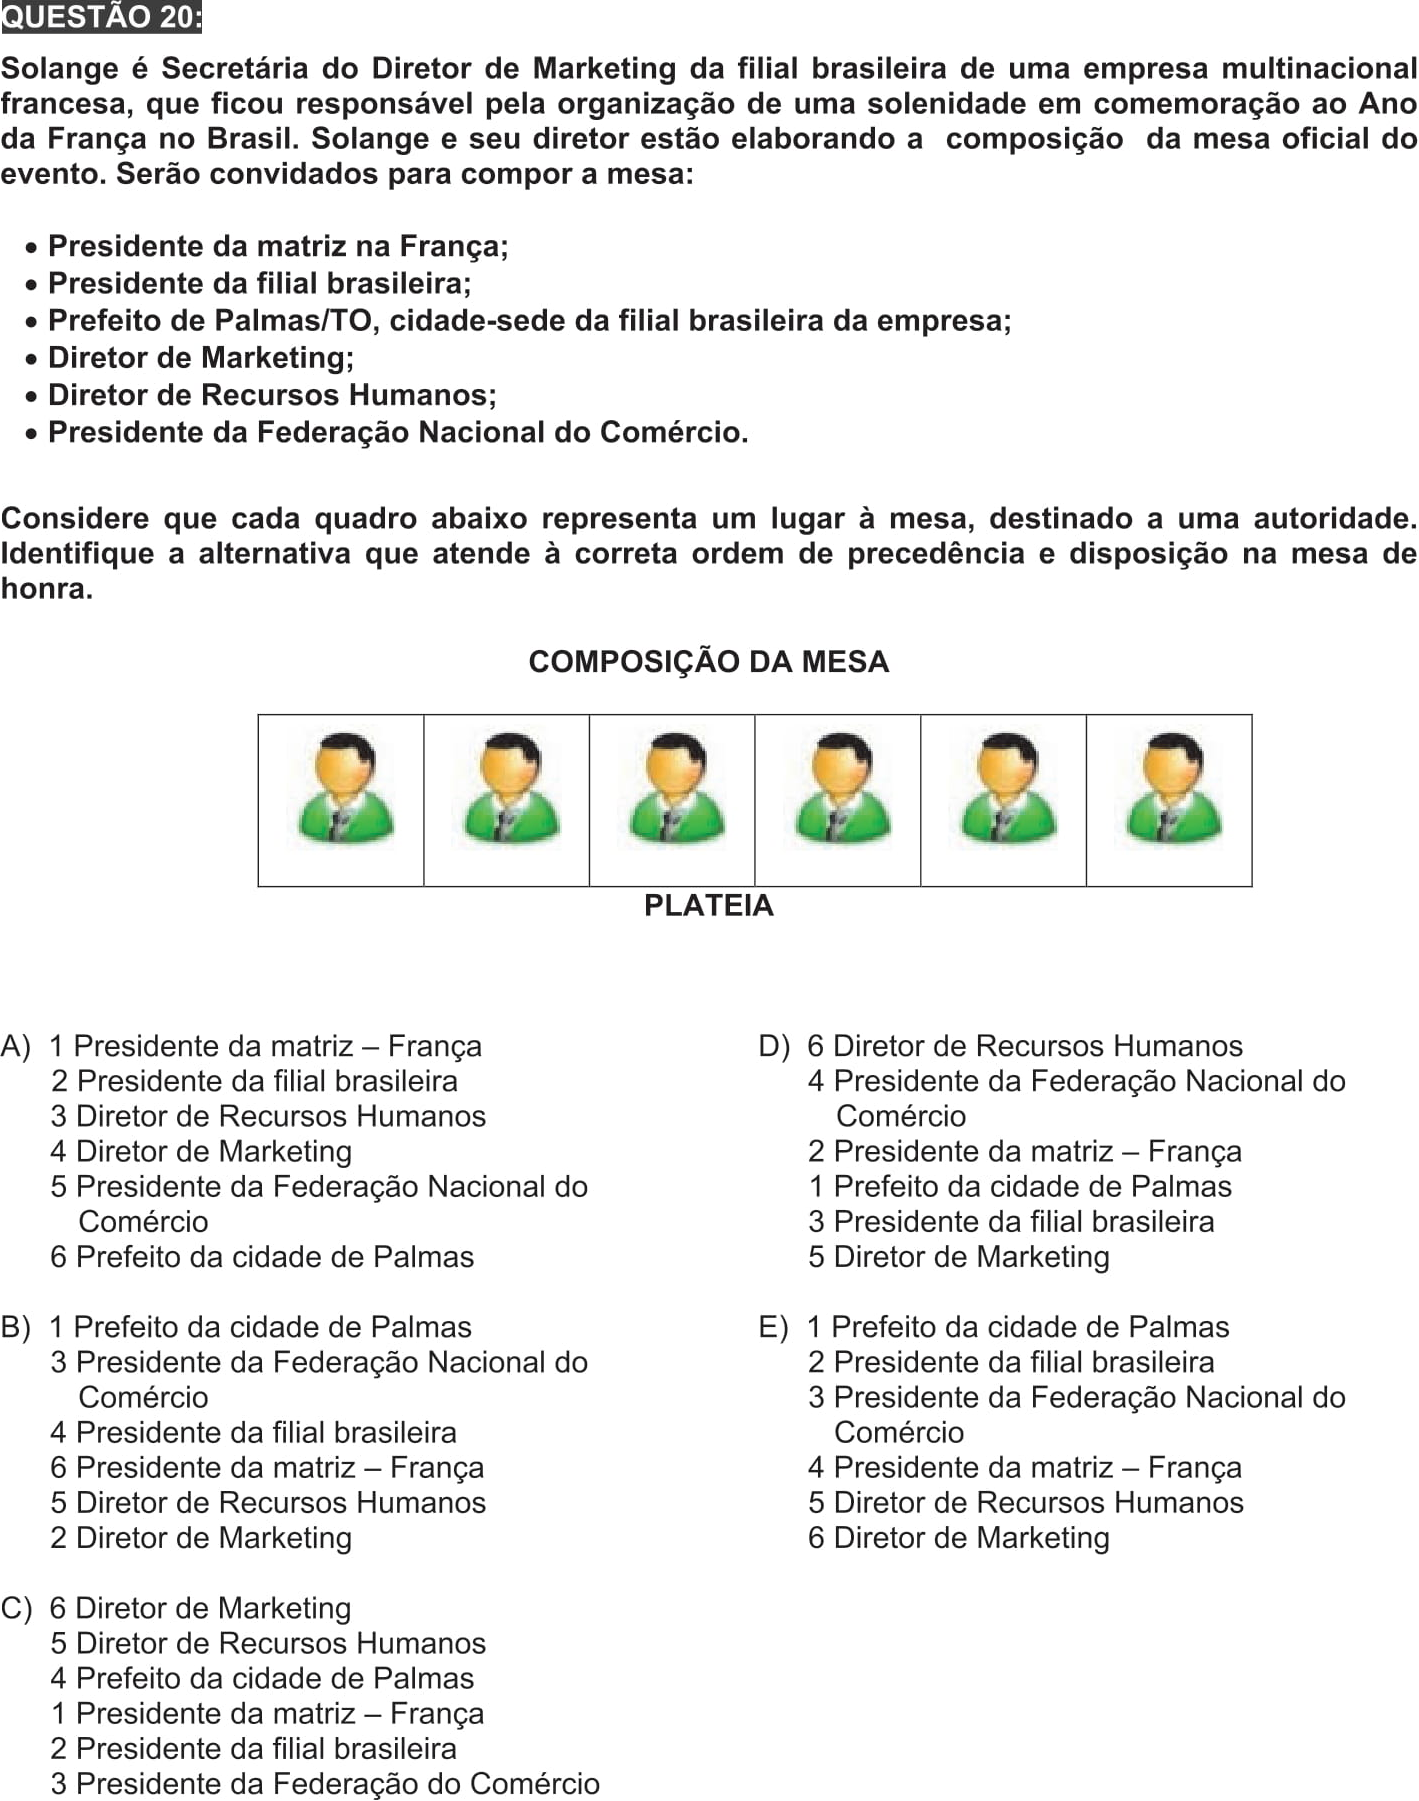 QUESTÃO 20:
Solange é Secretária do Diretor de Marketing da filial brasileira de uma empresa multinacional
francesa, que ficou responsável pela organização de uma solenidade em comemoração ao Ano
da França no Brasil. Solange e seu diretor estão elaborando a composição da mesa oficial do
evento. Serão convidados para compor a mesa:
• Presidente da matriz na França;
• Presidente da filial brasileira;
• Prefeito de Palmas/TO, cidade-sede da filial brasileira da empresa;
• Diretor de Marketing;
• Diretor de Recursos Humanos;
• Presidente da Federação Nacional do Comércio.
Considere que cada quadro abaixo representa um lugar à mesa, destinado a uma autoridade.
Identifique a alternativa que atende à correta ordem de precedência e disposição na mesa de
honra.
COMPOSIÇÃO DA MESA
PLATEIA
A) 1 Presidente da matriz – França
2 Presidente da filial brasileira
3 Diretor de Recursos Humanos
4 Diretor de Marketing
5 Presidente da Federação Nacional do
Comércio
6 Prefeito da cidade de Palmas
B) 1 Prefeito da cidade de Palmas
3 Presidente da Federação Nacional do
Comércio
4 Presidente da filial brasileira
6 Presidente da matriz – França
5 Diretor de Recursos Humanos
2 Diretor de Marketing
C) 6 Diretor de Marketing
5 Diretor de Recursos Humanos
4 Prefeito da cidade de Palmas
1 Presidente da matriz – França
2 Presidente da filial brasileira
3 Presidente da Federação do Comércio
D) 6 Diretor de Recursos Humanos
4 Presidente da Federação Nacional do
Comércio
2 Presidente da matriz – França
1 Prefeito da cidade de Palmas
3 Presidente da filial brasileira
5 Diretor de Marketing
E) 1 Prefeito da cidade de Palmas
2 Presidente da filial brasileira
3 Presidente da Federação Nacional do
Comércio
4 Presidente da matriz – França
5 Diretor de Recursos Humanos
6 Diretor de Marketing